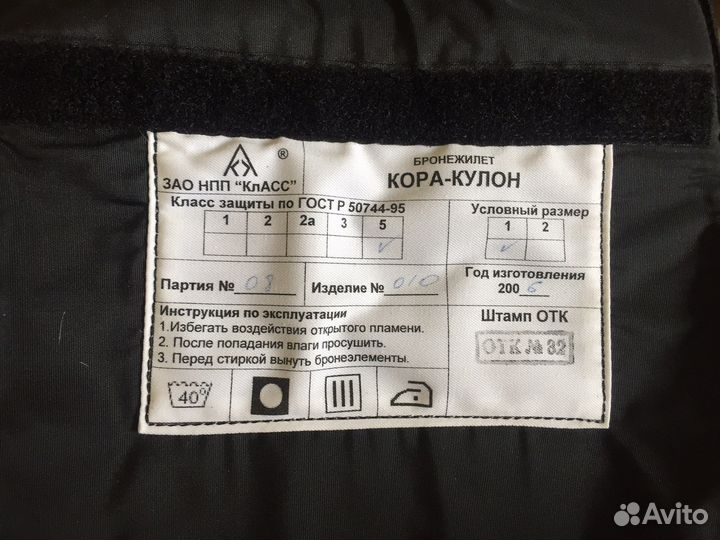 ®
ЗАО НПП "КлАСС"
БРОНЕЖИЛЕТ
КОРА-КУЛОН
Класс защиты по ГОСТ Р 50744-95
1 2 2а 3 5
✓
Условный размер
1 2
✓
Партия № 08
Изделие № 010
Год изготовления
2006
Инструкция по эксплуатации
1.Избегать воздействия открытого пламени.
2. После попадания влаги просушить.
3. Перед стиркой вынуть бронеэлементы.
Штамп ОТК
ОТК № 32
40°
Avito